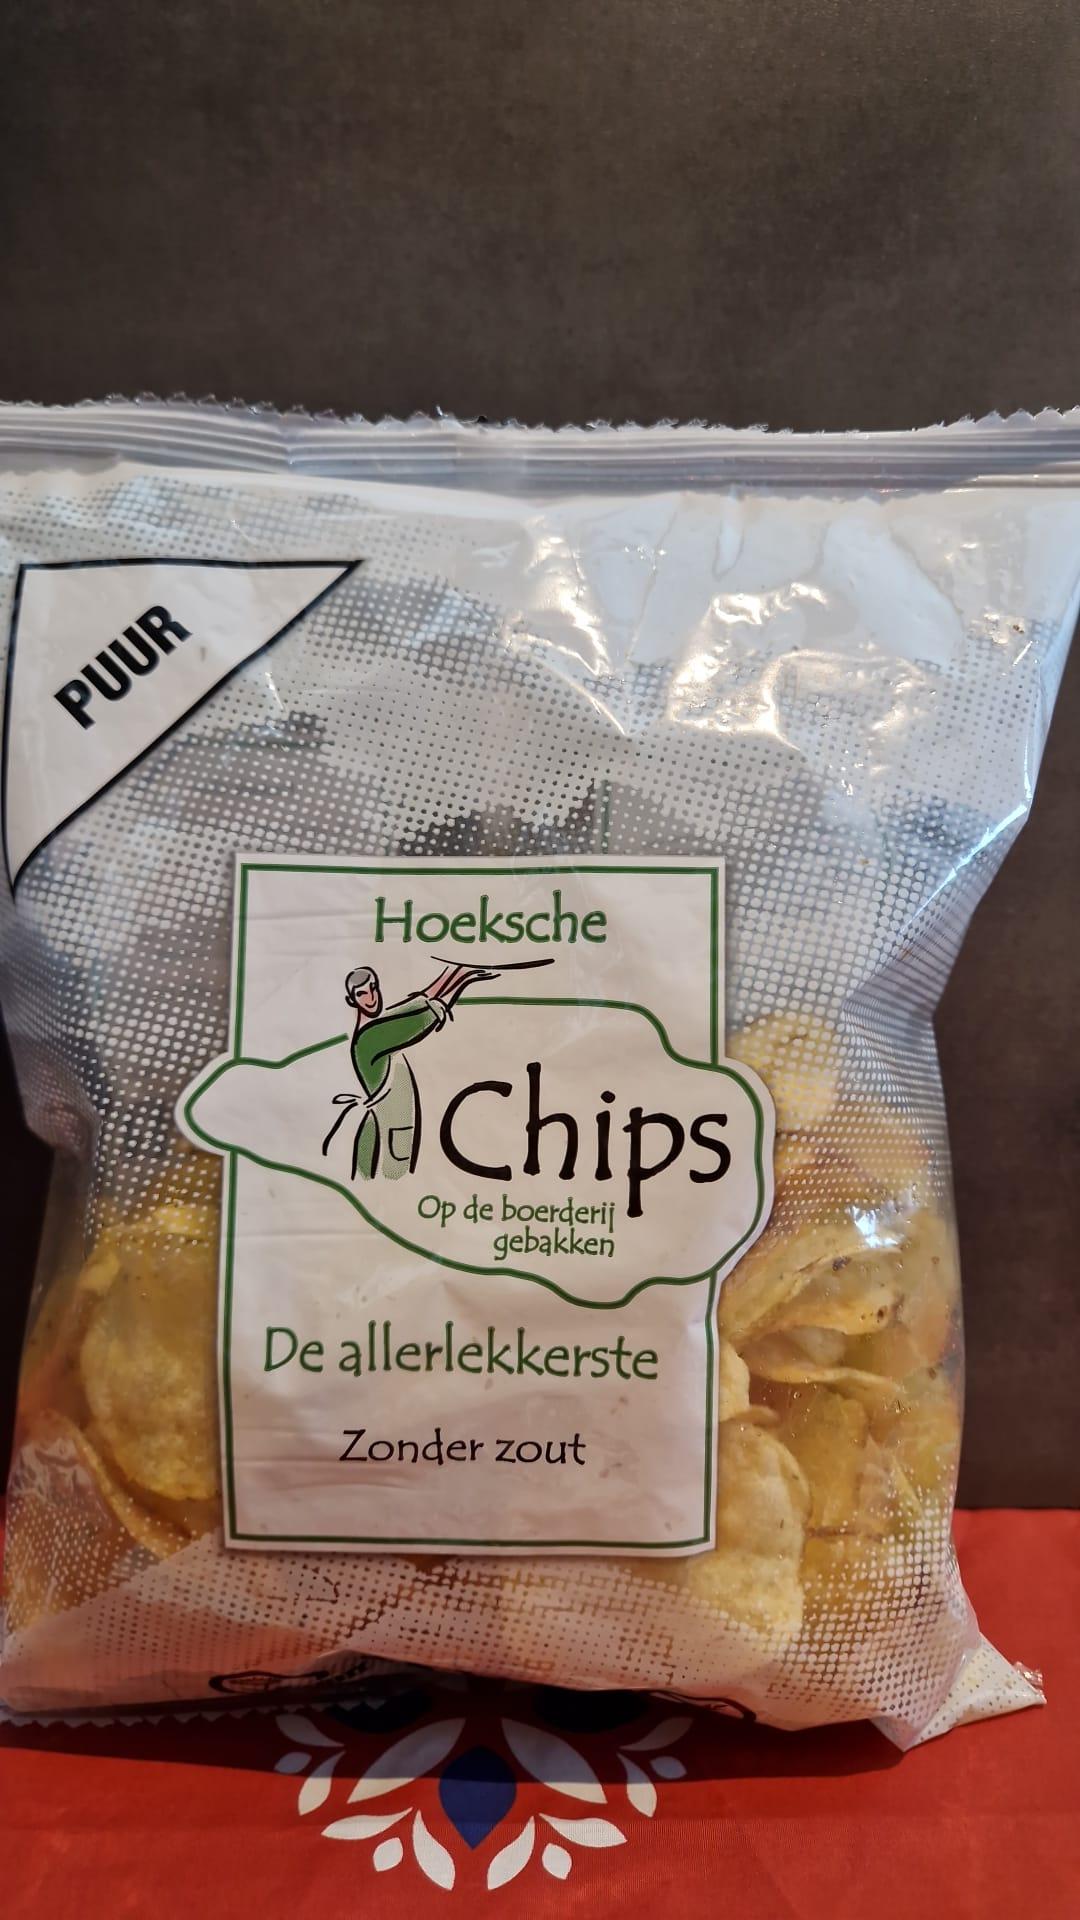 PUUR
Hoeksche
Chips
Op de boerderij
gebakken
De allerlekkerste
Zonder zout